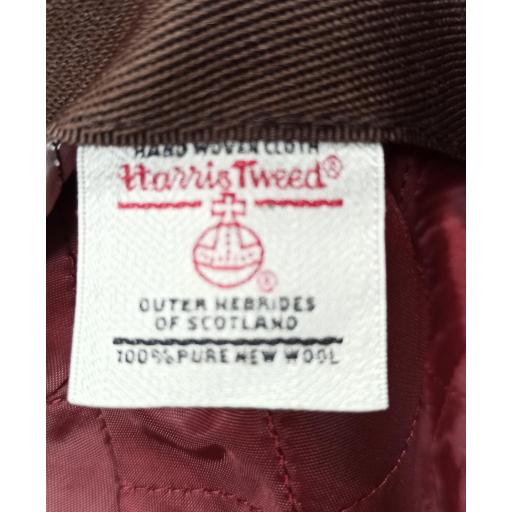 HAND WOVEN CLOTH
Harris Tweed®
®
OUTER HEBRIDES
OF SCOTLAND
100% PURE NEW WOOL